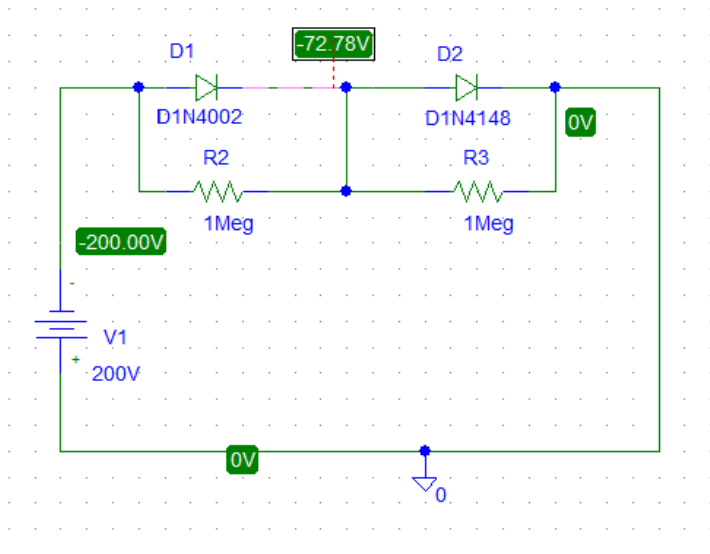 -72.78V
D1
D2
D1N4002
D1N4148
0V
R2
R3
1Meg
1Meg
-200.00V
-
V1
+
200V
0V
0